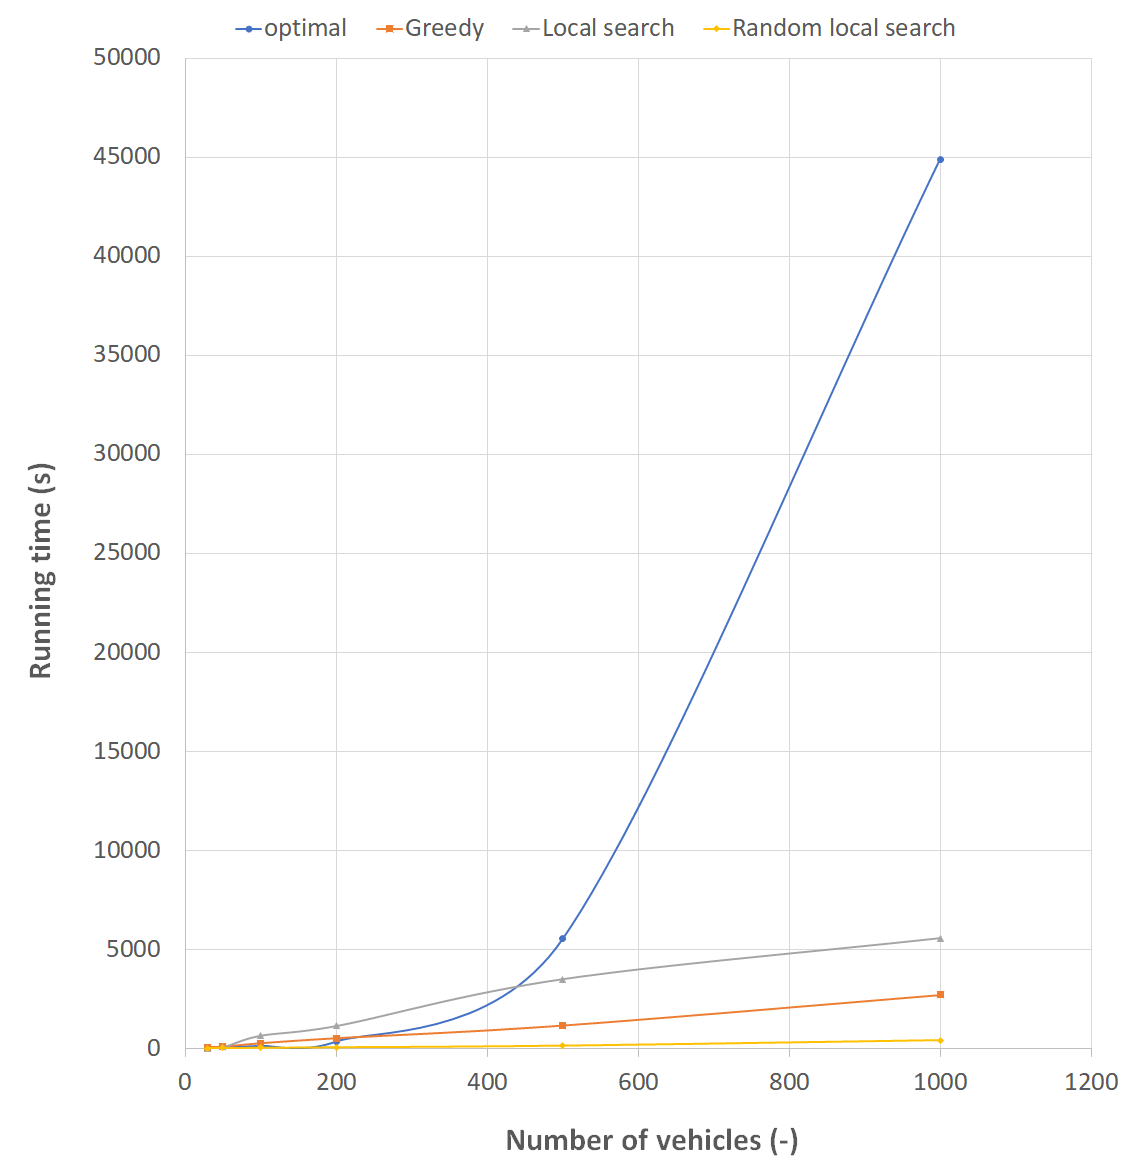 optimal Greedy Local search Random local search
50000
45000
40000
35000
30000
25000
20000
15000
10000
5000
0
Running time (s)
0 200 400 600 800 1000 1200
Number of vehicles (-)